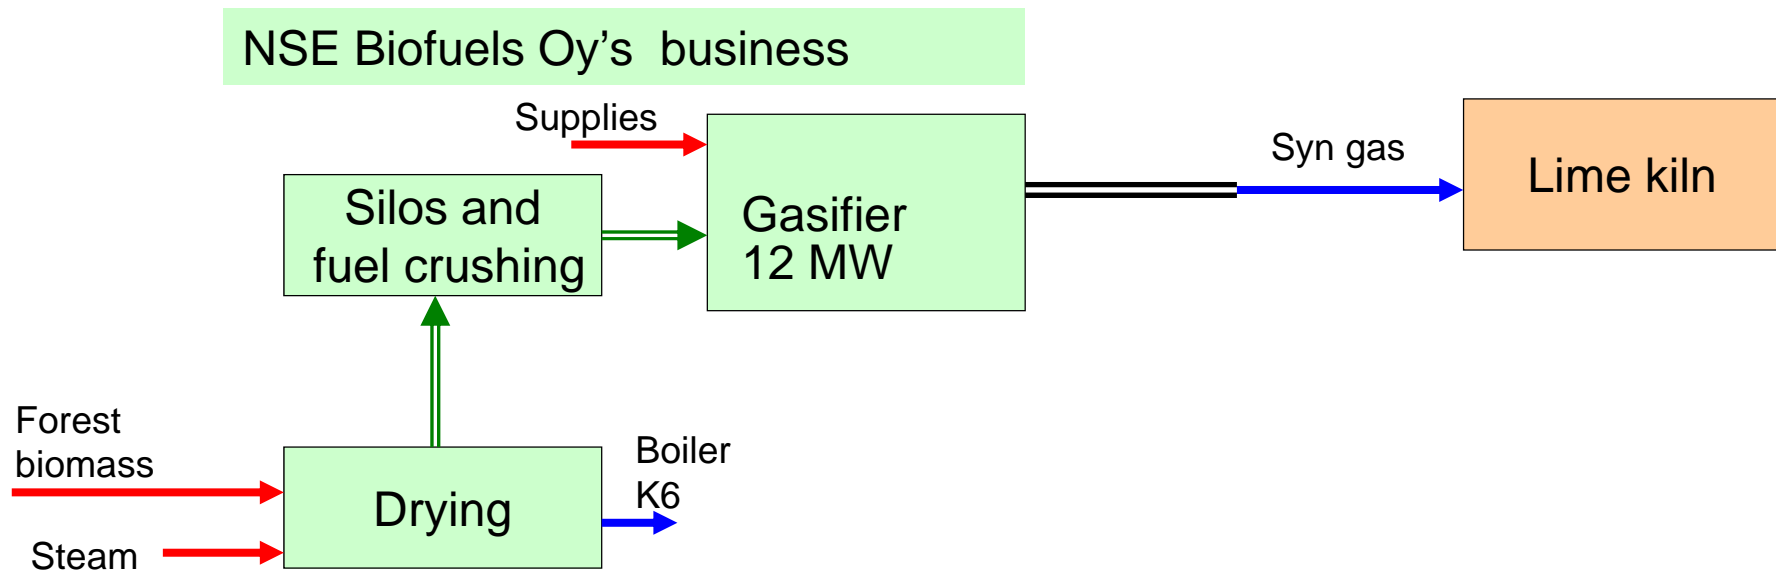 NSE Biofuels Oy’s  business
Supplies
Syn gas
Lime kiln
Silos and
fuel crushing
Gasifier
12 MW
Forest
biomass
Boiler
K6
Drying
Steam